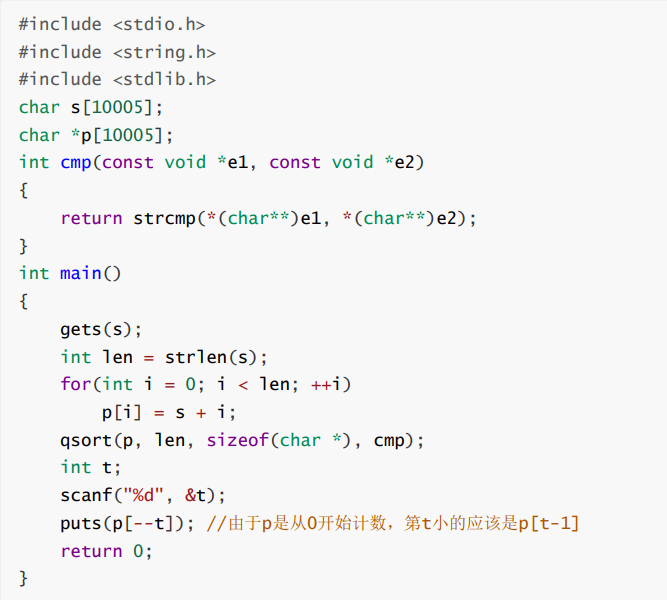 #include <stdio.h>
#include <string.h>
#include <stdlib.h>
char s[10005];
char *p[10005];
int cmp(const void *e1, const void *e2)
{
    return strcmp(*(char**)e1, *(char**)e2);
}
int main()
{
    gets(s);
    int len = strlen(s);
    for(int i = 0; i < len; ++i)
        p[i] = s + i;
    qsort(p, len, sizeof(char *), cmp);
    int t;
    scanf("%d", &t);
    puts(p[--t]); //由于p是从0开始计数，第t小的应该是p[t-1]
    return 0;
}